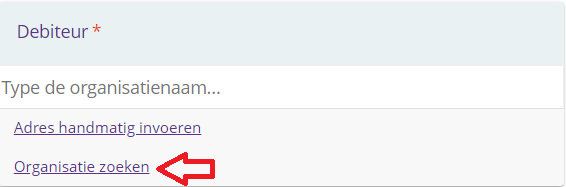 Debiteur *
Type de organisatienaam...
Adres handmatig invoeren
Organisatie zoeken